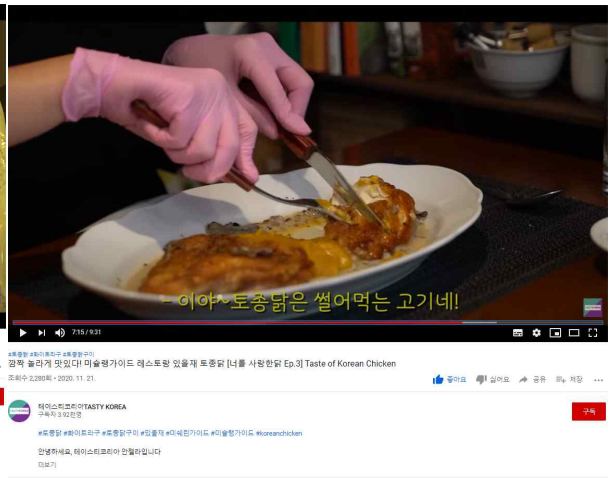 - 이야~토종닭은 썰어먹는 고기네!
7:15 / 9:31
#토종닭 #화이트라구 #토종닭구이
깜짝 놀라게 맛있다! 미슐랭가이드 레스토랑 있을재 토종닭 [너를 사랑한닭 Ep.3] Taste of Korean Chicken
조회수 2,280회 • 2020. 11. 21.
좋아요 싫어요 공유 저장 ...
테이스티코리아TASTY KOREA
구독자 3.92천명
구독
#토종닭 #화이트라구 #토종닭구이 #있을재 #미쉐린가이드 #미슐랭가이드 #koreanchicken
안녕하세요, 테이스티코리아 안젤라입니다
더보기